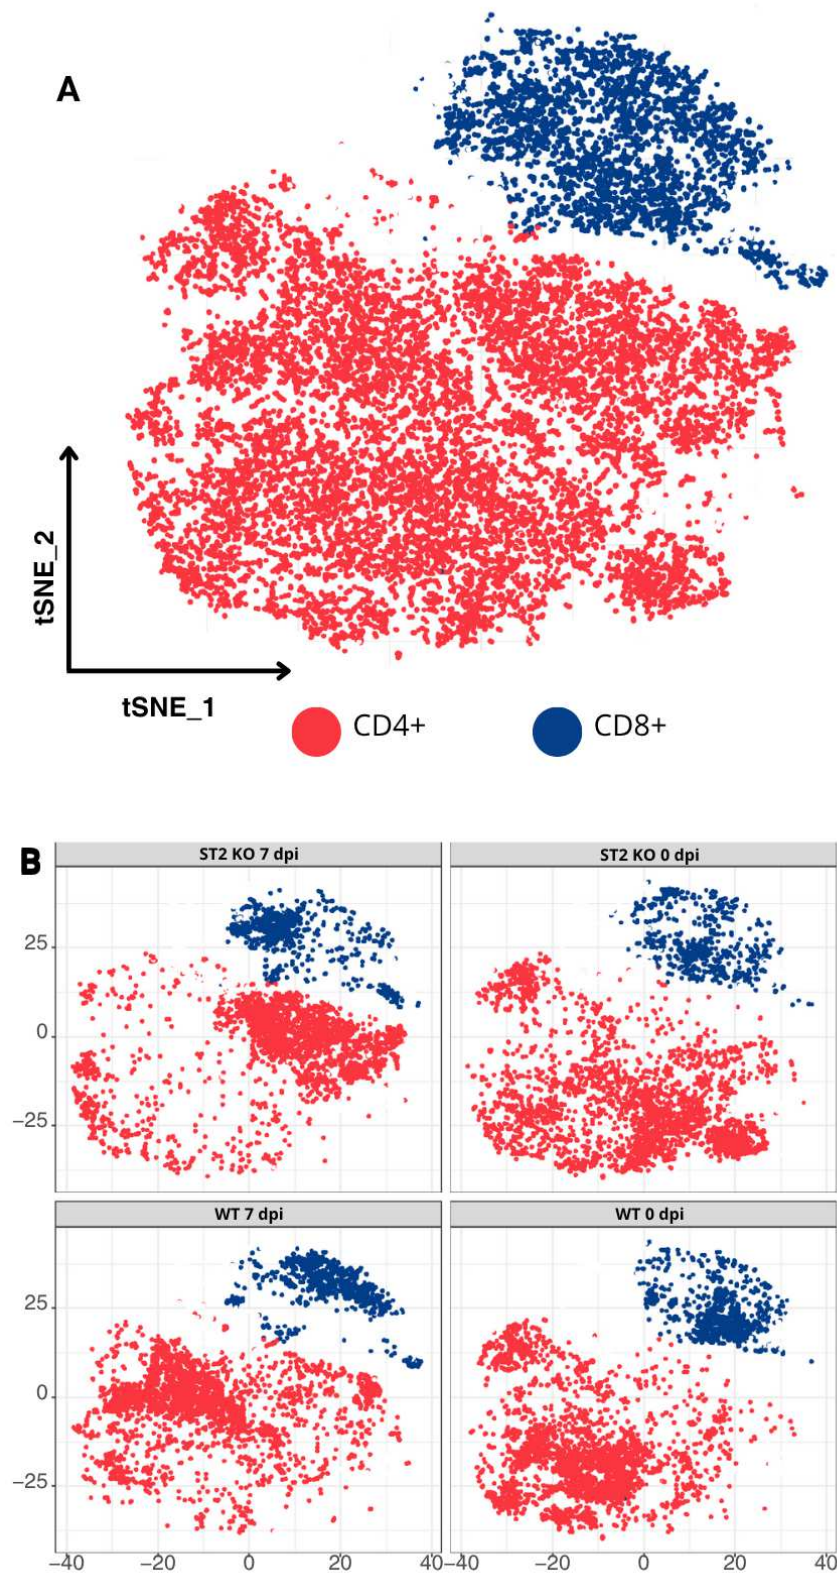 A
tSNE_2
tSNE_1
CD4+
CD8+
B
ST2 KO 7 dpi
ST2 KO 0 dpi
25
0
−25
WT 7 dpi
WT 0 dpi
25
0
−25
−40 −20 0 20 40 −40 −20 0 20 40